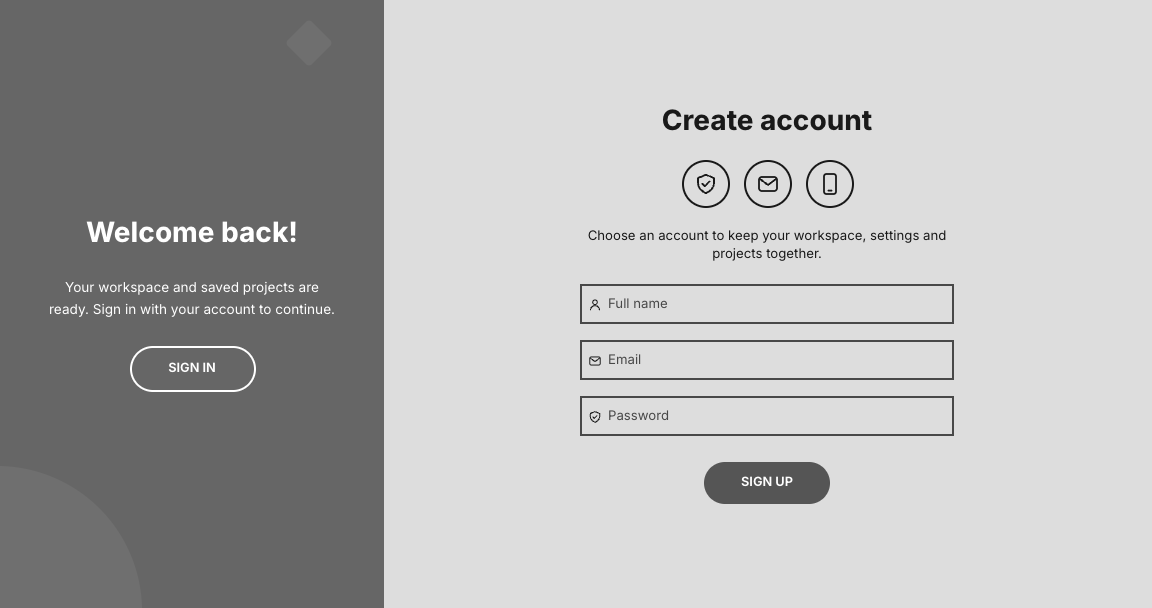 Welcome back!
Your workspace and saved projects are
ready. Sign in with your account to continue.
SIGN IN
Create account
Choose an account to keep your workspace, settings and
projects together.
Full name
Email
Password
SIGN UP